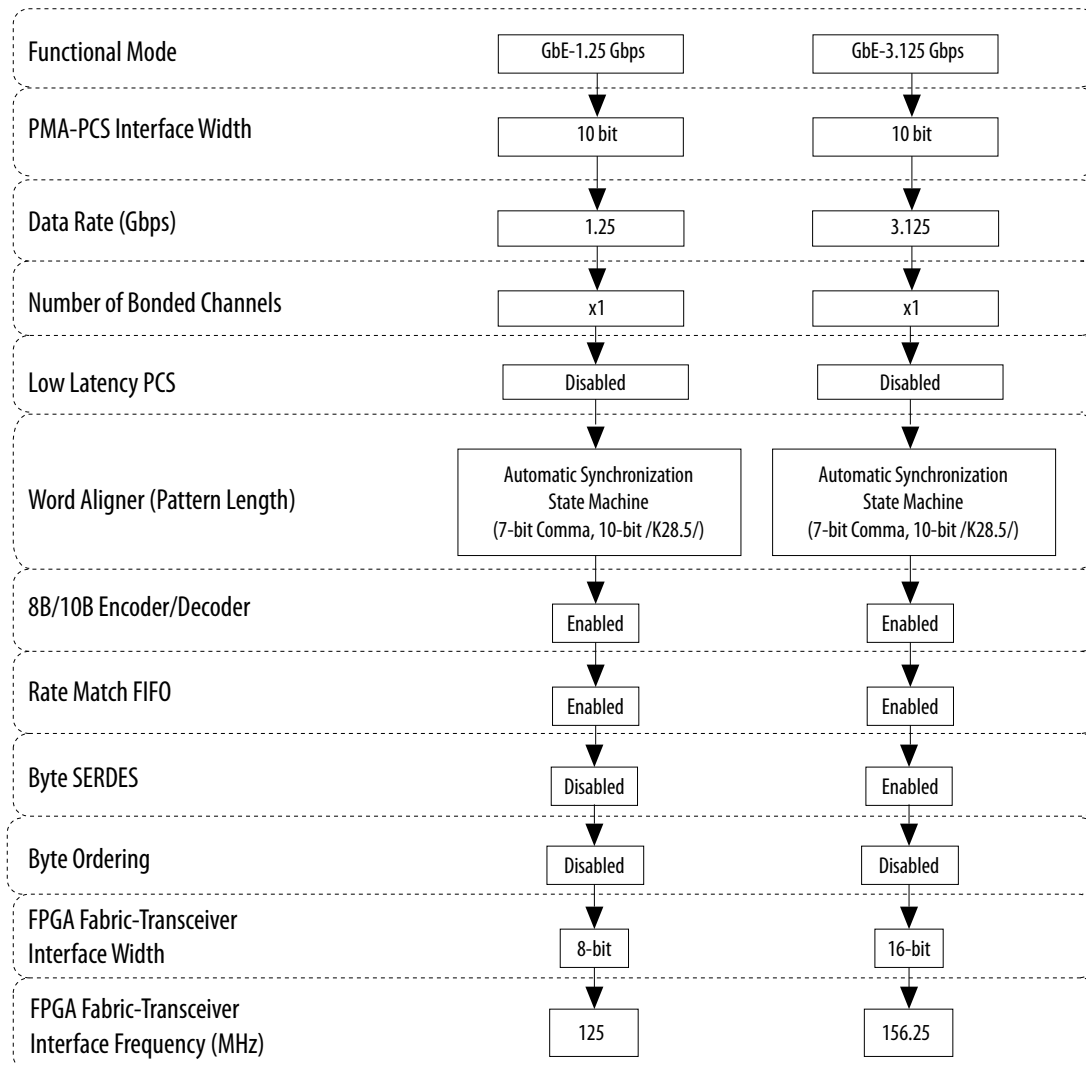 Functional Mode
GbE-1.25 Gbps
GbE-3.125 Gbps
PMA-PCS Interface Width
10 bit
10 bit
Data Rate (Gbps)
1.25
3.125
Number of Bonded Channels
x1
x1
Low Latency PCS
Disabled
Disabled
Word Aligner (Pattern Length)
Automatic Synchronization
State Machine
(7-bit Comma, 10-bit /K28.5/)
Automatic Synchronization
State Machine
(7-bit Comma, 10-bit /K28.5/)
8B/10B Encoder/Decoder
Enabled
Enabled
Rate Match FIFO
Enabled
Enabled
Byte SERDES
Disabled
Enabled
Byte Ordering
Disabled
Disabled
FPGA Fabric-Transceiver
Interface Width
8-bit
16-bit
FPGA Fabric-Transceiver
Interface Frequency (MHz)
125
156.25